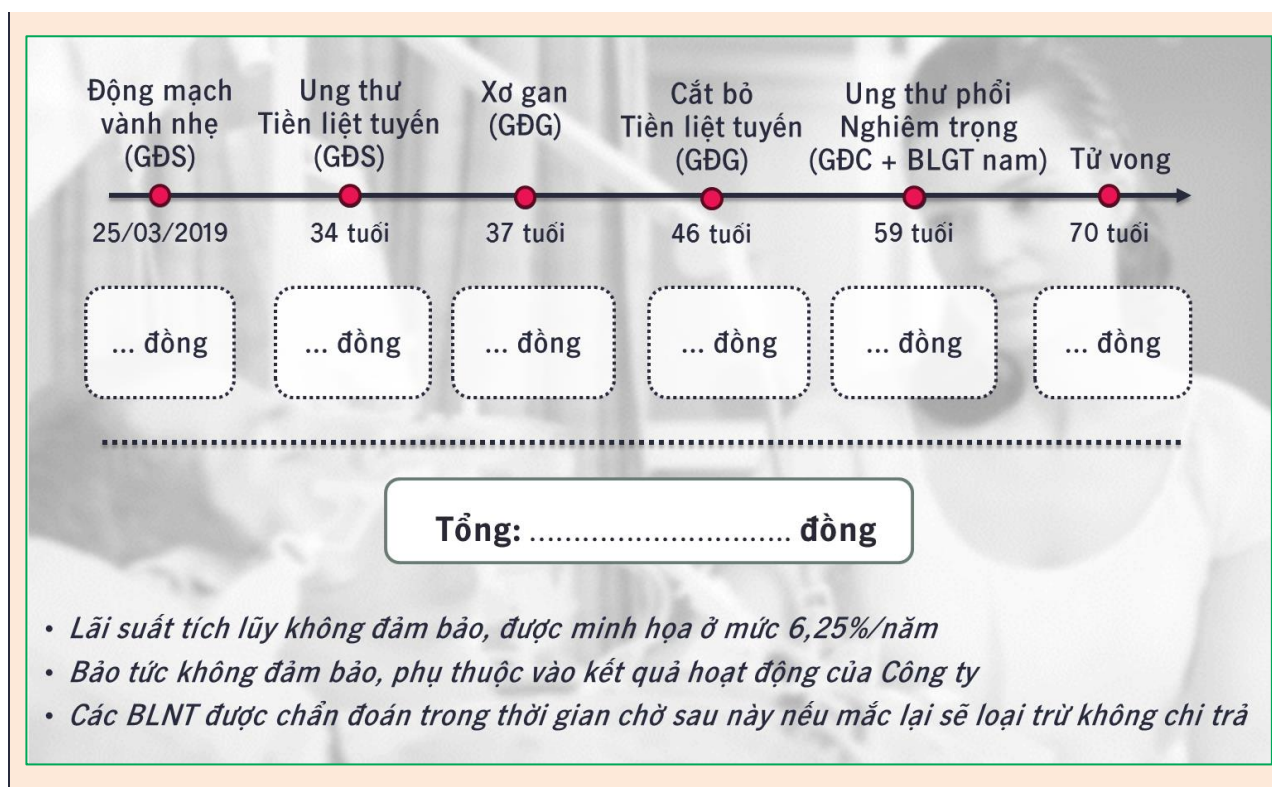 Động mạch
vành nhẹ
(GĐS)
Ung thư
Tiền liệt tuyến
(GĐS)
Xơ gan
(GĐG)
Cắt bỏ
Tiền liệt tuyến
(GĐG)
Ung thư phổi
Nghiêm trọng
(GĐC + BLGT nam)
Tử vong
25/03/2019
34 tuổi
37 tuổi
46 tuổi
59 tuổi
70 tuổi
... đồng
... đồng
... đồng
... đồng
... đồng
... đồng
Tổng: .............................. đồng
• Lãi suất tích lũy không đảm bảo, được minh họa ở mức 6,25%/năm
• Bảo tức không đảm bảo, phụ thuộc vào kết quả hoạt động của Công ty
• Các BLNT được chẩn đoán trong thời gian chờ sau này nếu mắc lại sẽ loại trừ không chi trả